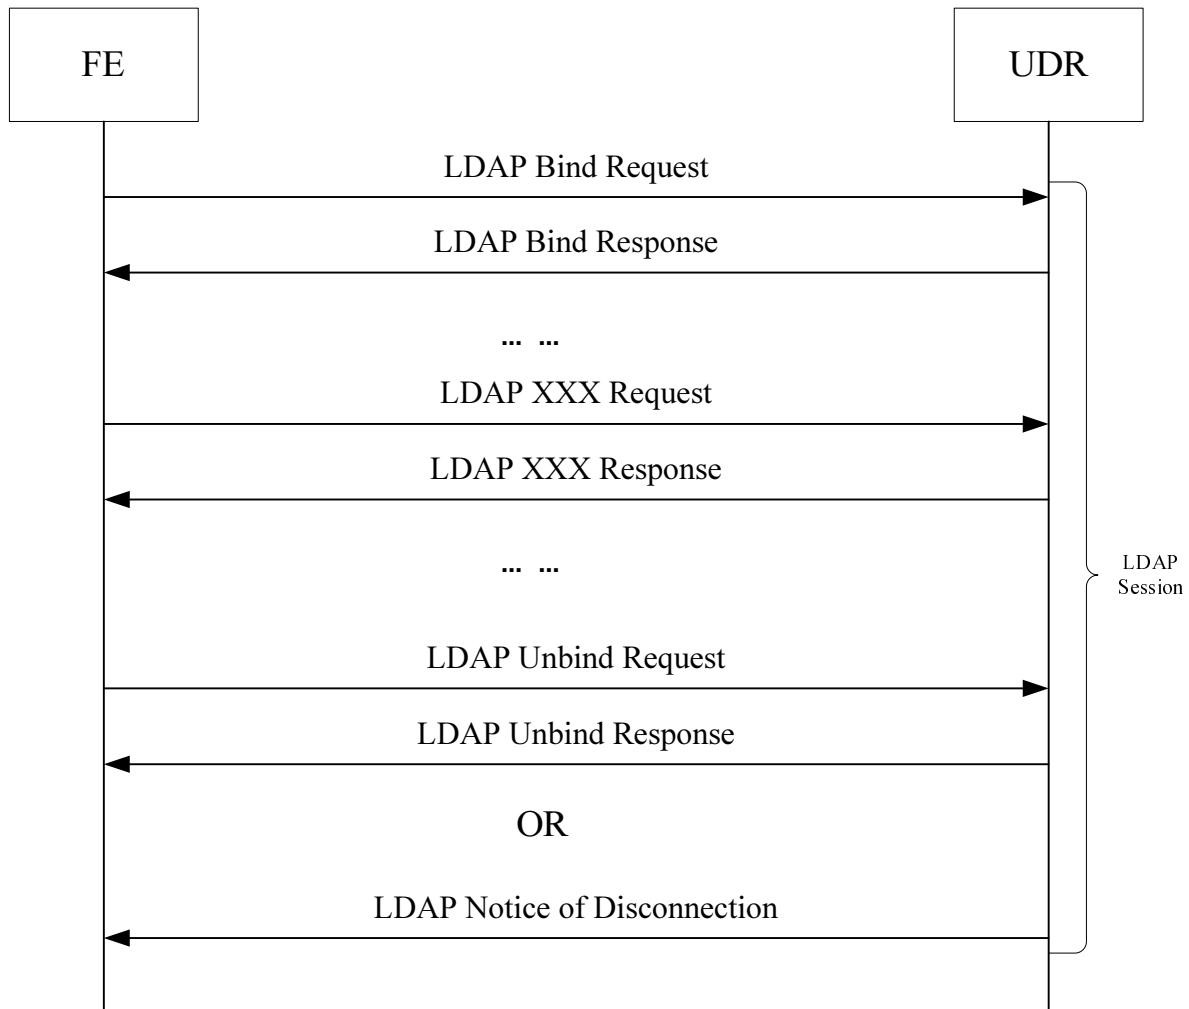 FE
UDR
LDAP Bind Request
LDAP Bind Response
... ...
LDAP XXX Request
LDAP XXX Response
... ...
LDAP
Session
LDAP Unbind Request
LDAP Unbind Response
OR
LDAP Notice of Disconnection